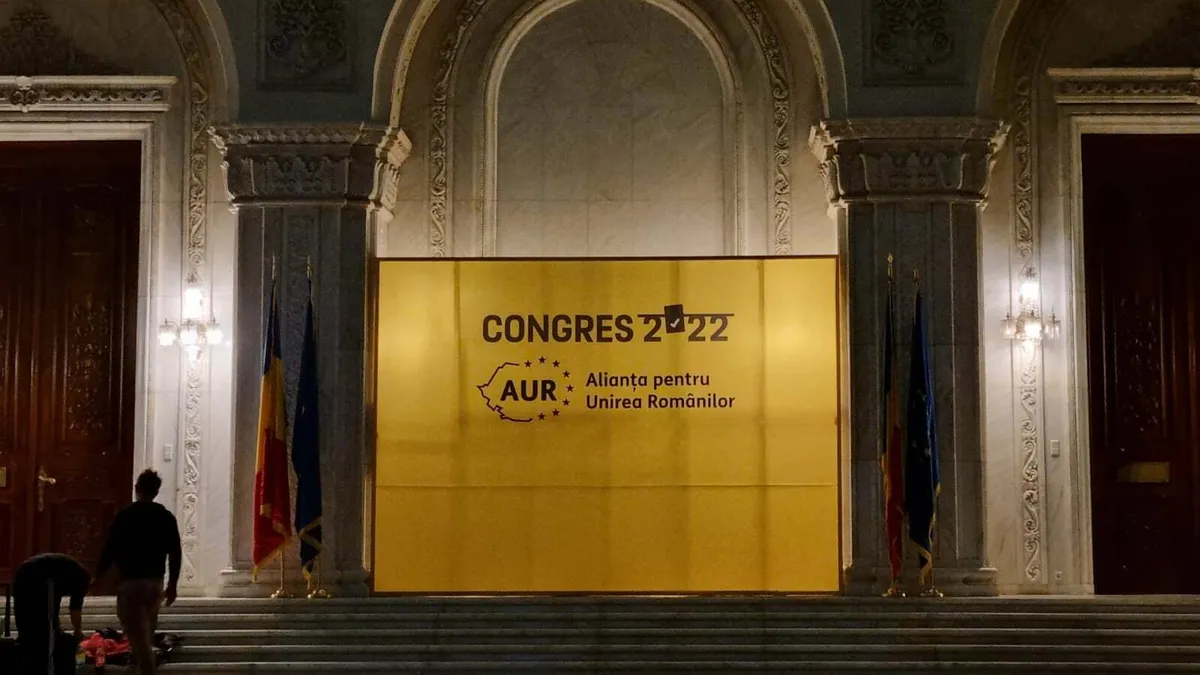 CONGRES 2022
AUR
Alianța pentru
Unirea Românilor